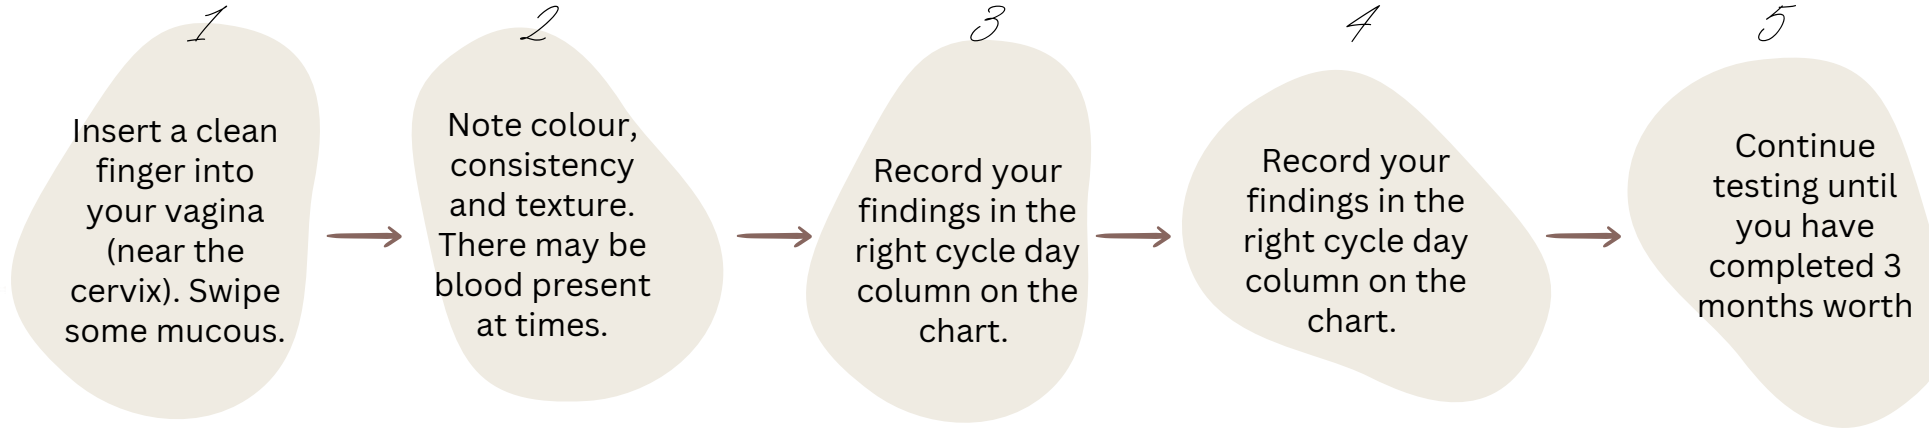 1
Insert a clean
finger into
your vagina
(near the
cervix). Swipe
some mucous.
2
Note colour,
consistency
and texture.
There may be
blood present
at times.
3
Record your
findings in the
right cycle day
column on the
chart.
4
Record your
findings in the
right cycle day
column on the
chart.
5
Continue
testing until
you have
completed 3
months worth